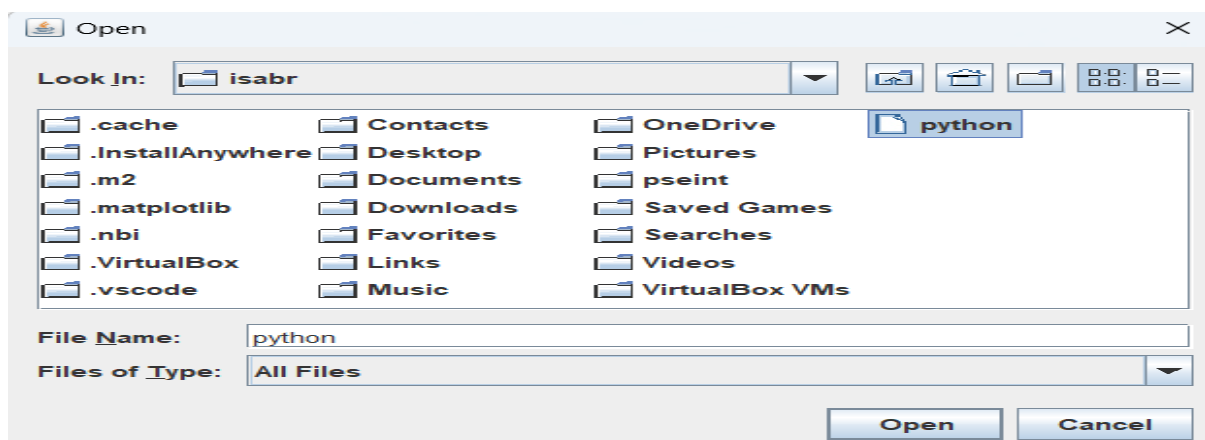 Open
Look In: isabr
.cache Contacts OneDrive python
.InstallAnywhere Desktop Pictures
.m2 Documents pseint
.matplotlib Downloads Saved Games
.nbi Favorites Searches
.VirtualBox Links Videos
.vscode Music VirtualBox VMs
File Name: python
Files of Type: All Files
Open Cancel